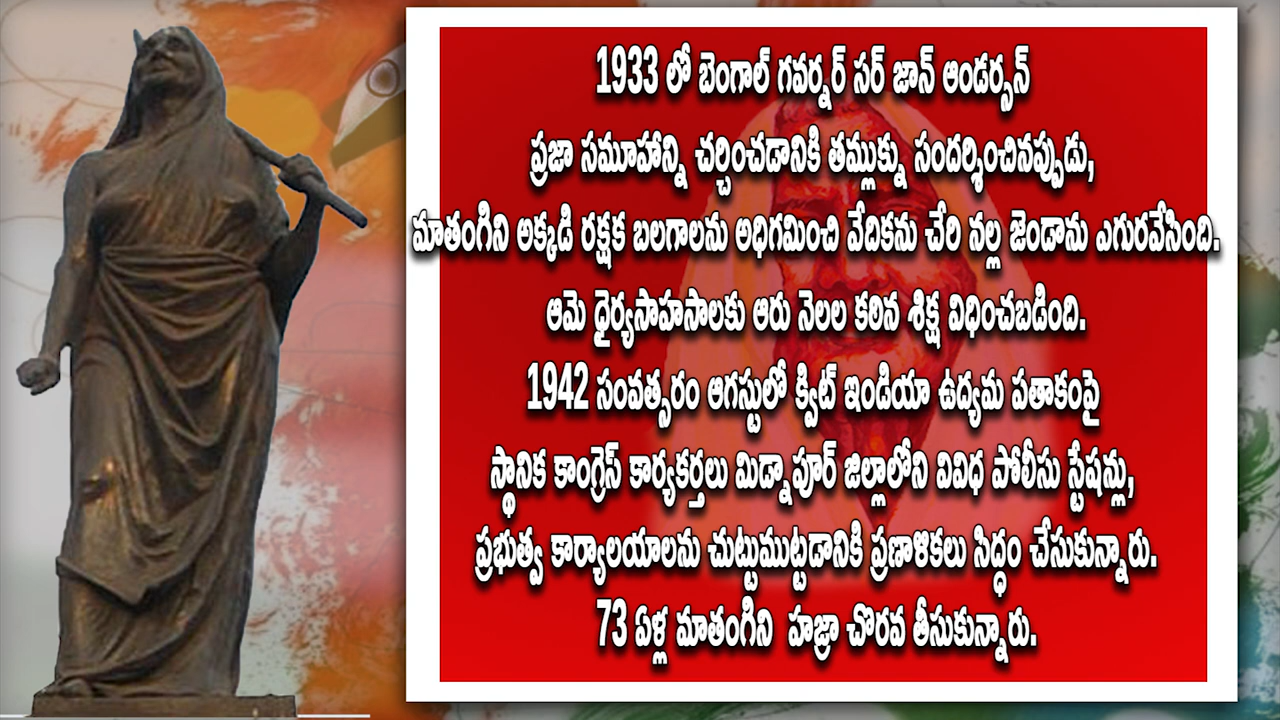 1933 లో బెంగాల్ గవర్నర్ సర్ జాన్ ఆండర్సన్
ప్రజా సమూహాన్ని చర్చించడానికి తమ్లుక్ను సందర్శించినప్పుడు,
మాతంగిని అక్కడి రక్షక బలగాలను అధిగమించి వేదికను చేరి నల్ల జెండాను ఎగురవేసింది.
ఆమె ధైర్యసాహసాలకు ఆరు నెలల కఠిన శిక్ష విధించబడింది.
1942 సంవత్సరం ఆగస్టులో క్విట్ ఇండియా ఉద్యమ పతాకంపై
స్థానిక కాంగ్రెస్ కార్యకర్తలు మిడ్నాపూర్ జిల్లాలోని వివిధ పోలీసు స్టేషన్లు,
ప్రభుత్వ కార్యాలయాలను చుట్టుముట్టడానికి ప్రణాళికలు సిద్ధం చేసుకున్నారు.
73 ఏళ్ల మాతంగిని హజ్రా చొరవ తీసుకున్నారు.